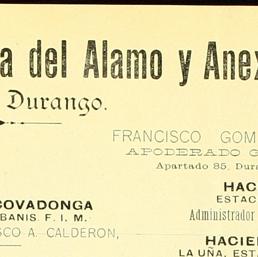 a del Alamo y Anex
Durango.
FRANCISCO GOM
APODERADO G
Apartado 85, Dura
HAC
ESTAC
Administrador
COVADONGA
BANIS. F. I. M.
SCO A. CALDERON,
HACIE
LA UÑA, EST